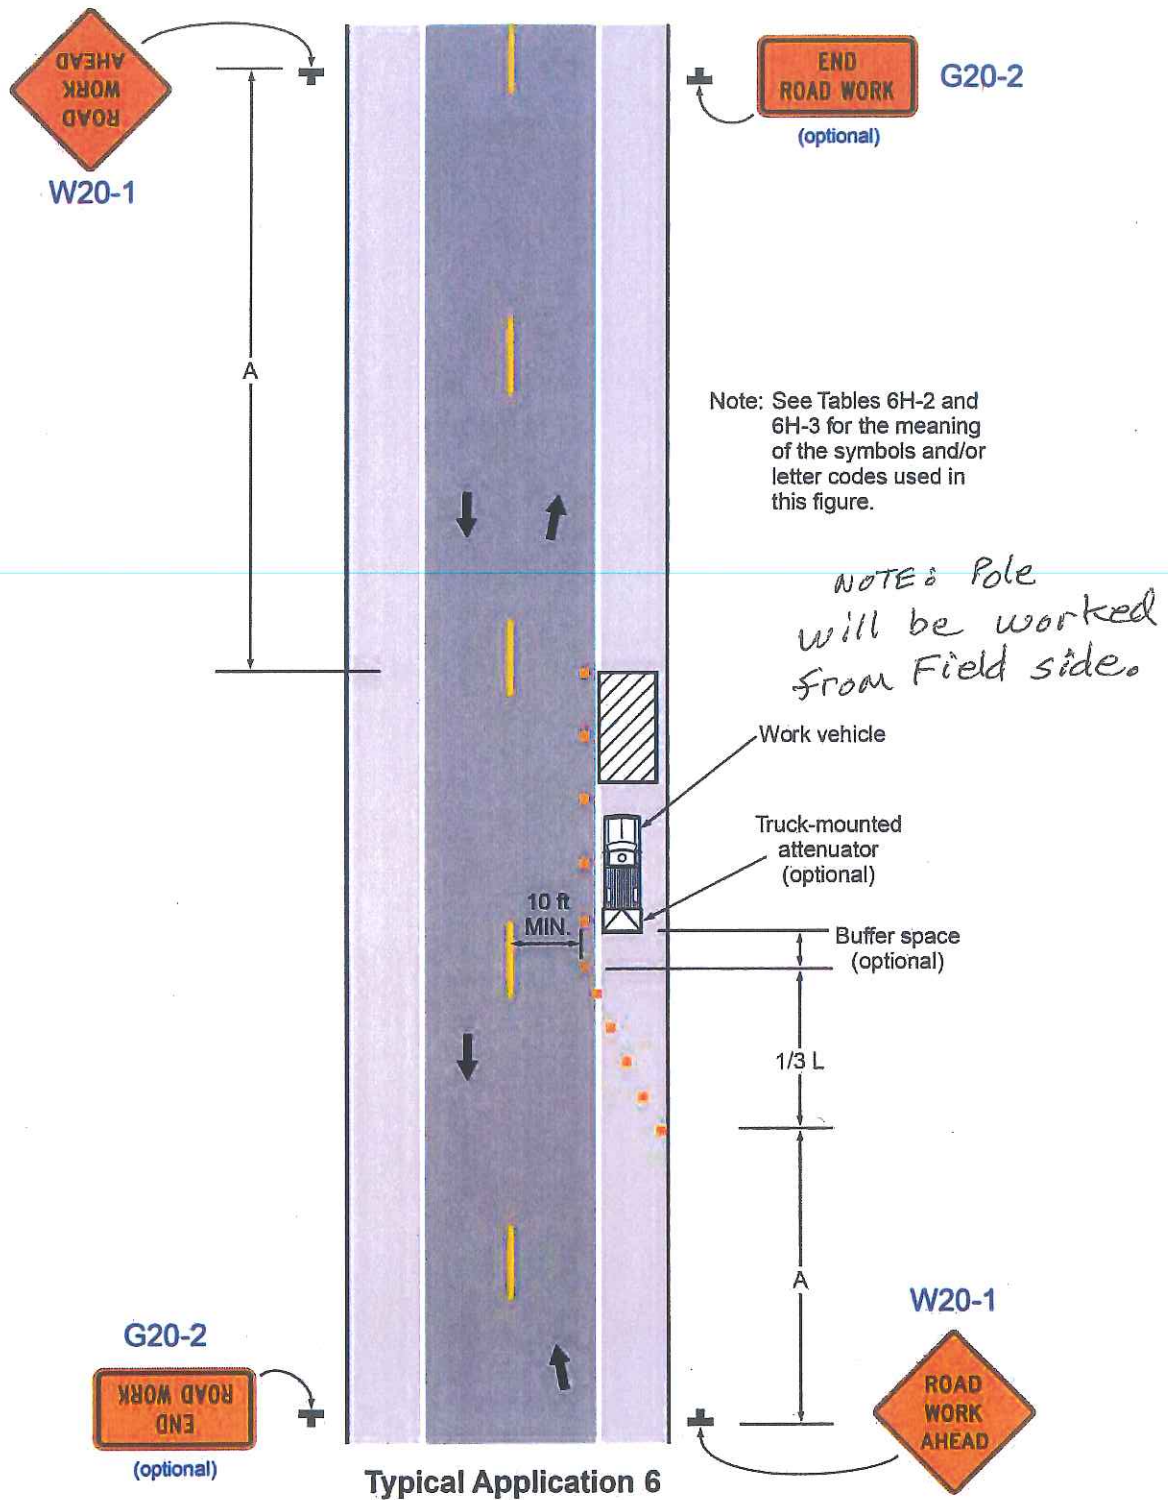 ROAD
WORK
AHEAD
W20-1
END
ROAD WORK
(optional)
G20-2
A
Note: See Tables 6H-2 and
6H-3 for the meaning
of the symbols and/or
letter codes used in
this figure.
NOTE: Pole
will be worked
from Field side.
Work vehicle
Truck-mounted
attenuator
(optional)
10 ft
MIN.
Buffer space
(optional)
1/3 L
A
G20-2
END
ROAD WORK
(optional)
W20-1
ROAD
WORK
AHEAD
Typical Application 6